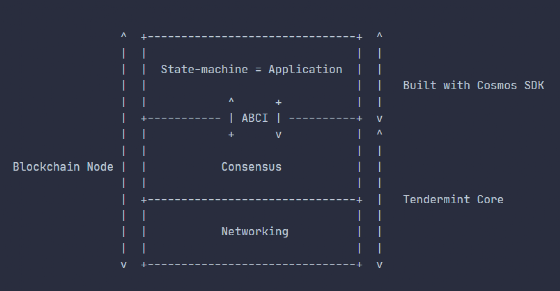 State-machine = Application
Built with Cosmos SDK
ABCI
Blockchain Node
Consensus
Tendermint Core
Networking